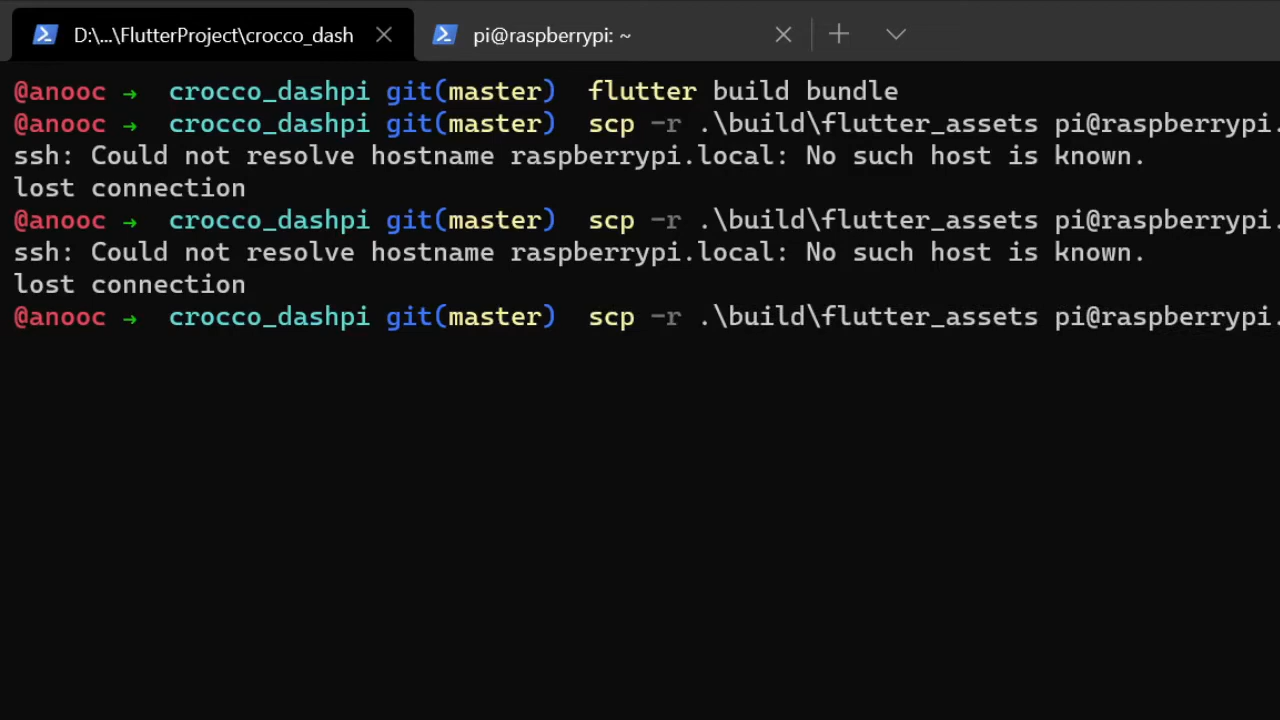 D:\...\FlutterProject\crocco_dash
pi@raspberrypi: ~
@anooc → crocco_dashpi git(master) flutter build bundle
@anooc → crocco_dashpi git(master) scp -r .\build\flutter_assets pi@raspberrypi.
ssh: Could not resolve hostname raspberrypi.local: No such host is known.
lost connection
@anooc → crocco_dashpi git(master) scp -r .\build\flutter_assets pi@raspberrypi.
ssh: Could not resolve hostname raspberrypi.local: No such host is known.
lost connection
@anooc → crocco_dashpi git(master) scp -r .\build\flutter_assets pi@raspberrypi.